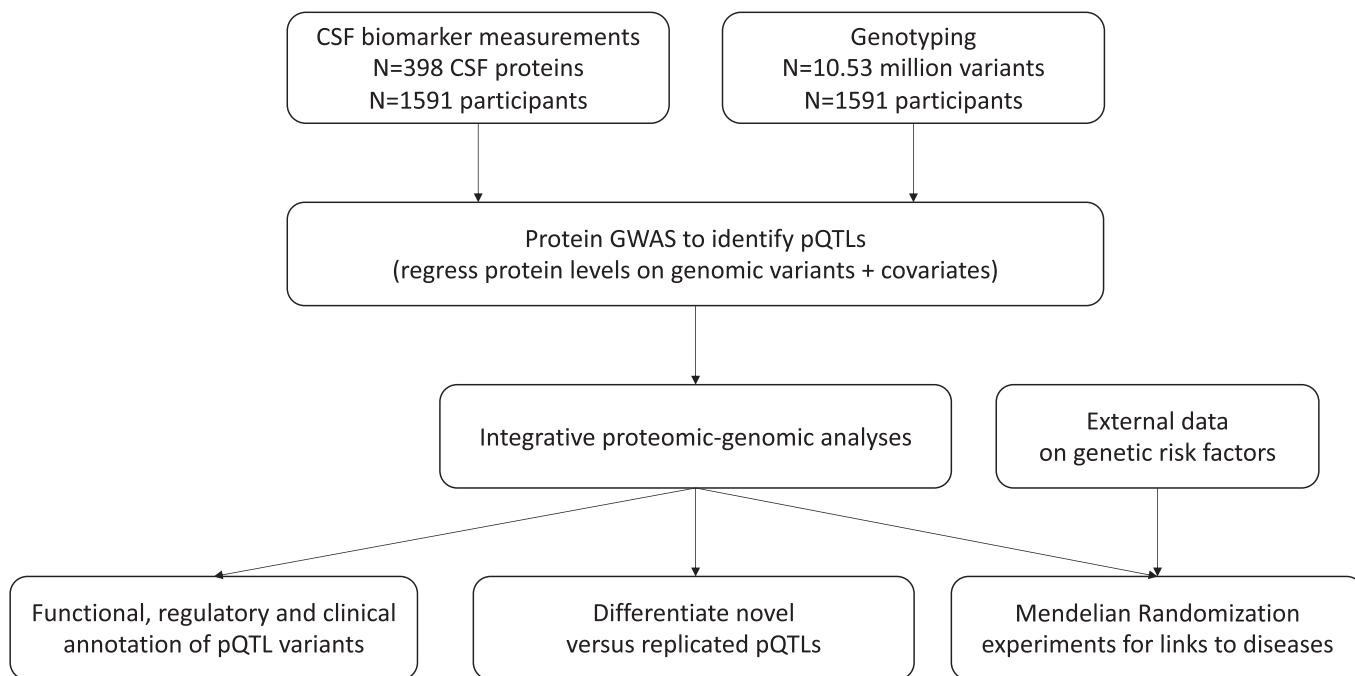 CSF biomarker measurements
N=398 CSF proteins
N=1591 participants
Genotyping
N=10.53 million variants
N=1591 participants
Protein GWAS to identify pQTLs
(regress protein levels on genomic variants + covariates)
Integrative proteomic-genomic analyses
External data
on genetic risk factors
Functional, regulatory and clinical
annotation of pQTL variants
Differentiate novel
versus replicated pQTLs
Mendelian Randomization
experiments for links to diseases